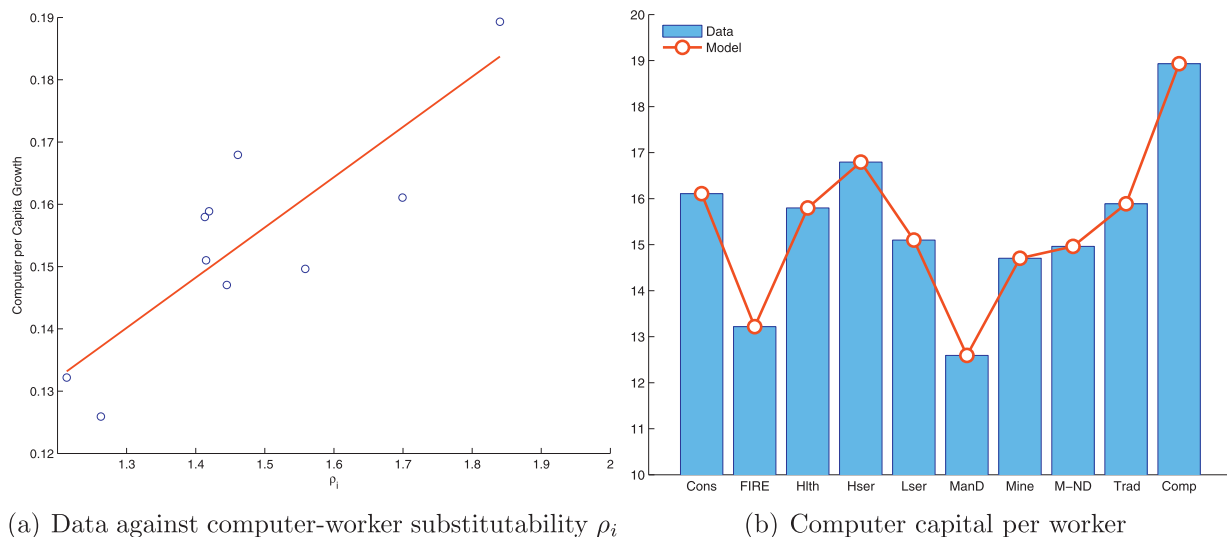 0.19
0.18
0.17
0.16
0.15
0.14
0.13
0.12
Computer per Capita Growth
1.3 1.4 1.5 1.6 1.7 1.8 1.9 2
ρi
(a) Data against computer-worker substitutability ρi
20
19
18
17
16
15
14
13
12
11
10
Data
Model
Cons FIRE Hlth Hser Lser ManD Mine M−ND Trad Comp
(b) Computer capital per worker